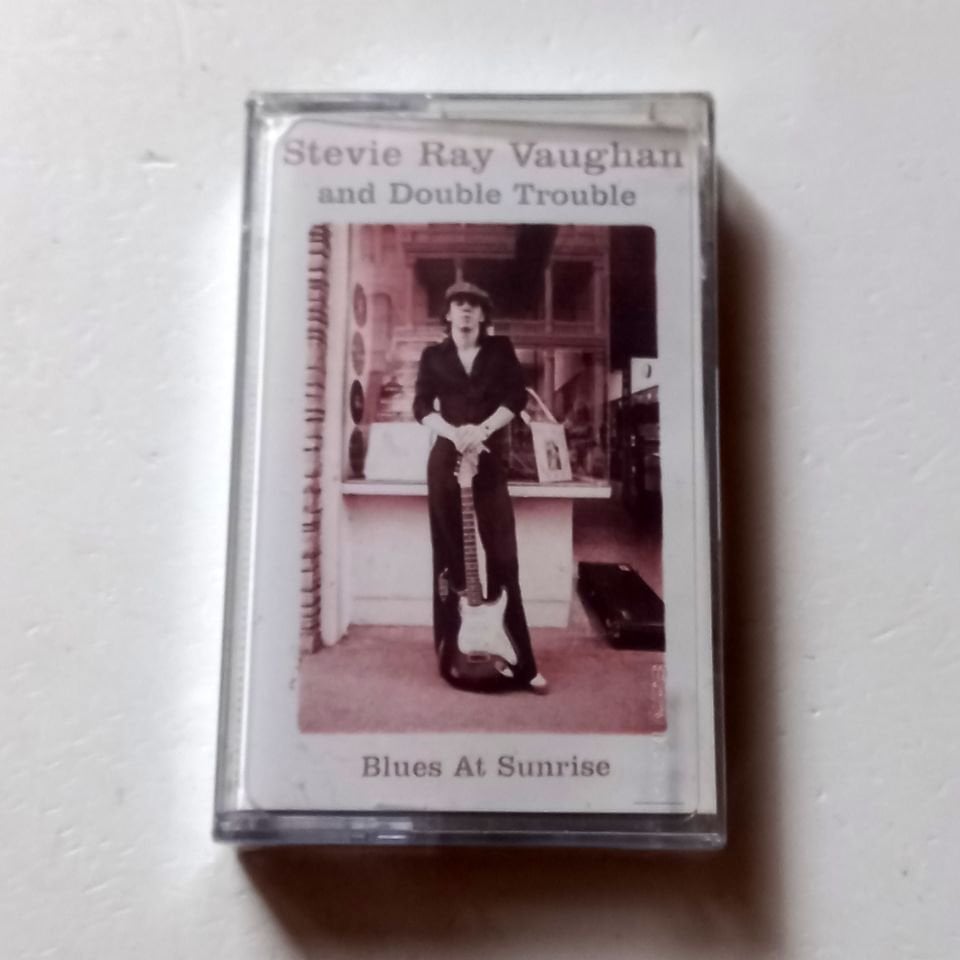 Stevie Ray Vaughan
and Double Trouble
Blues At Sunrise